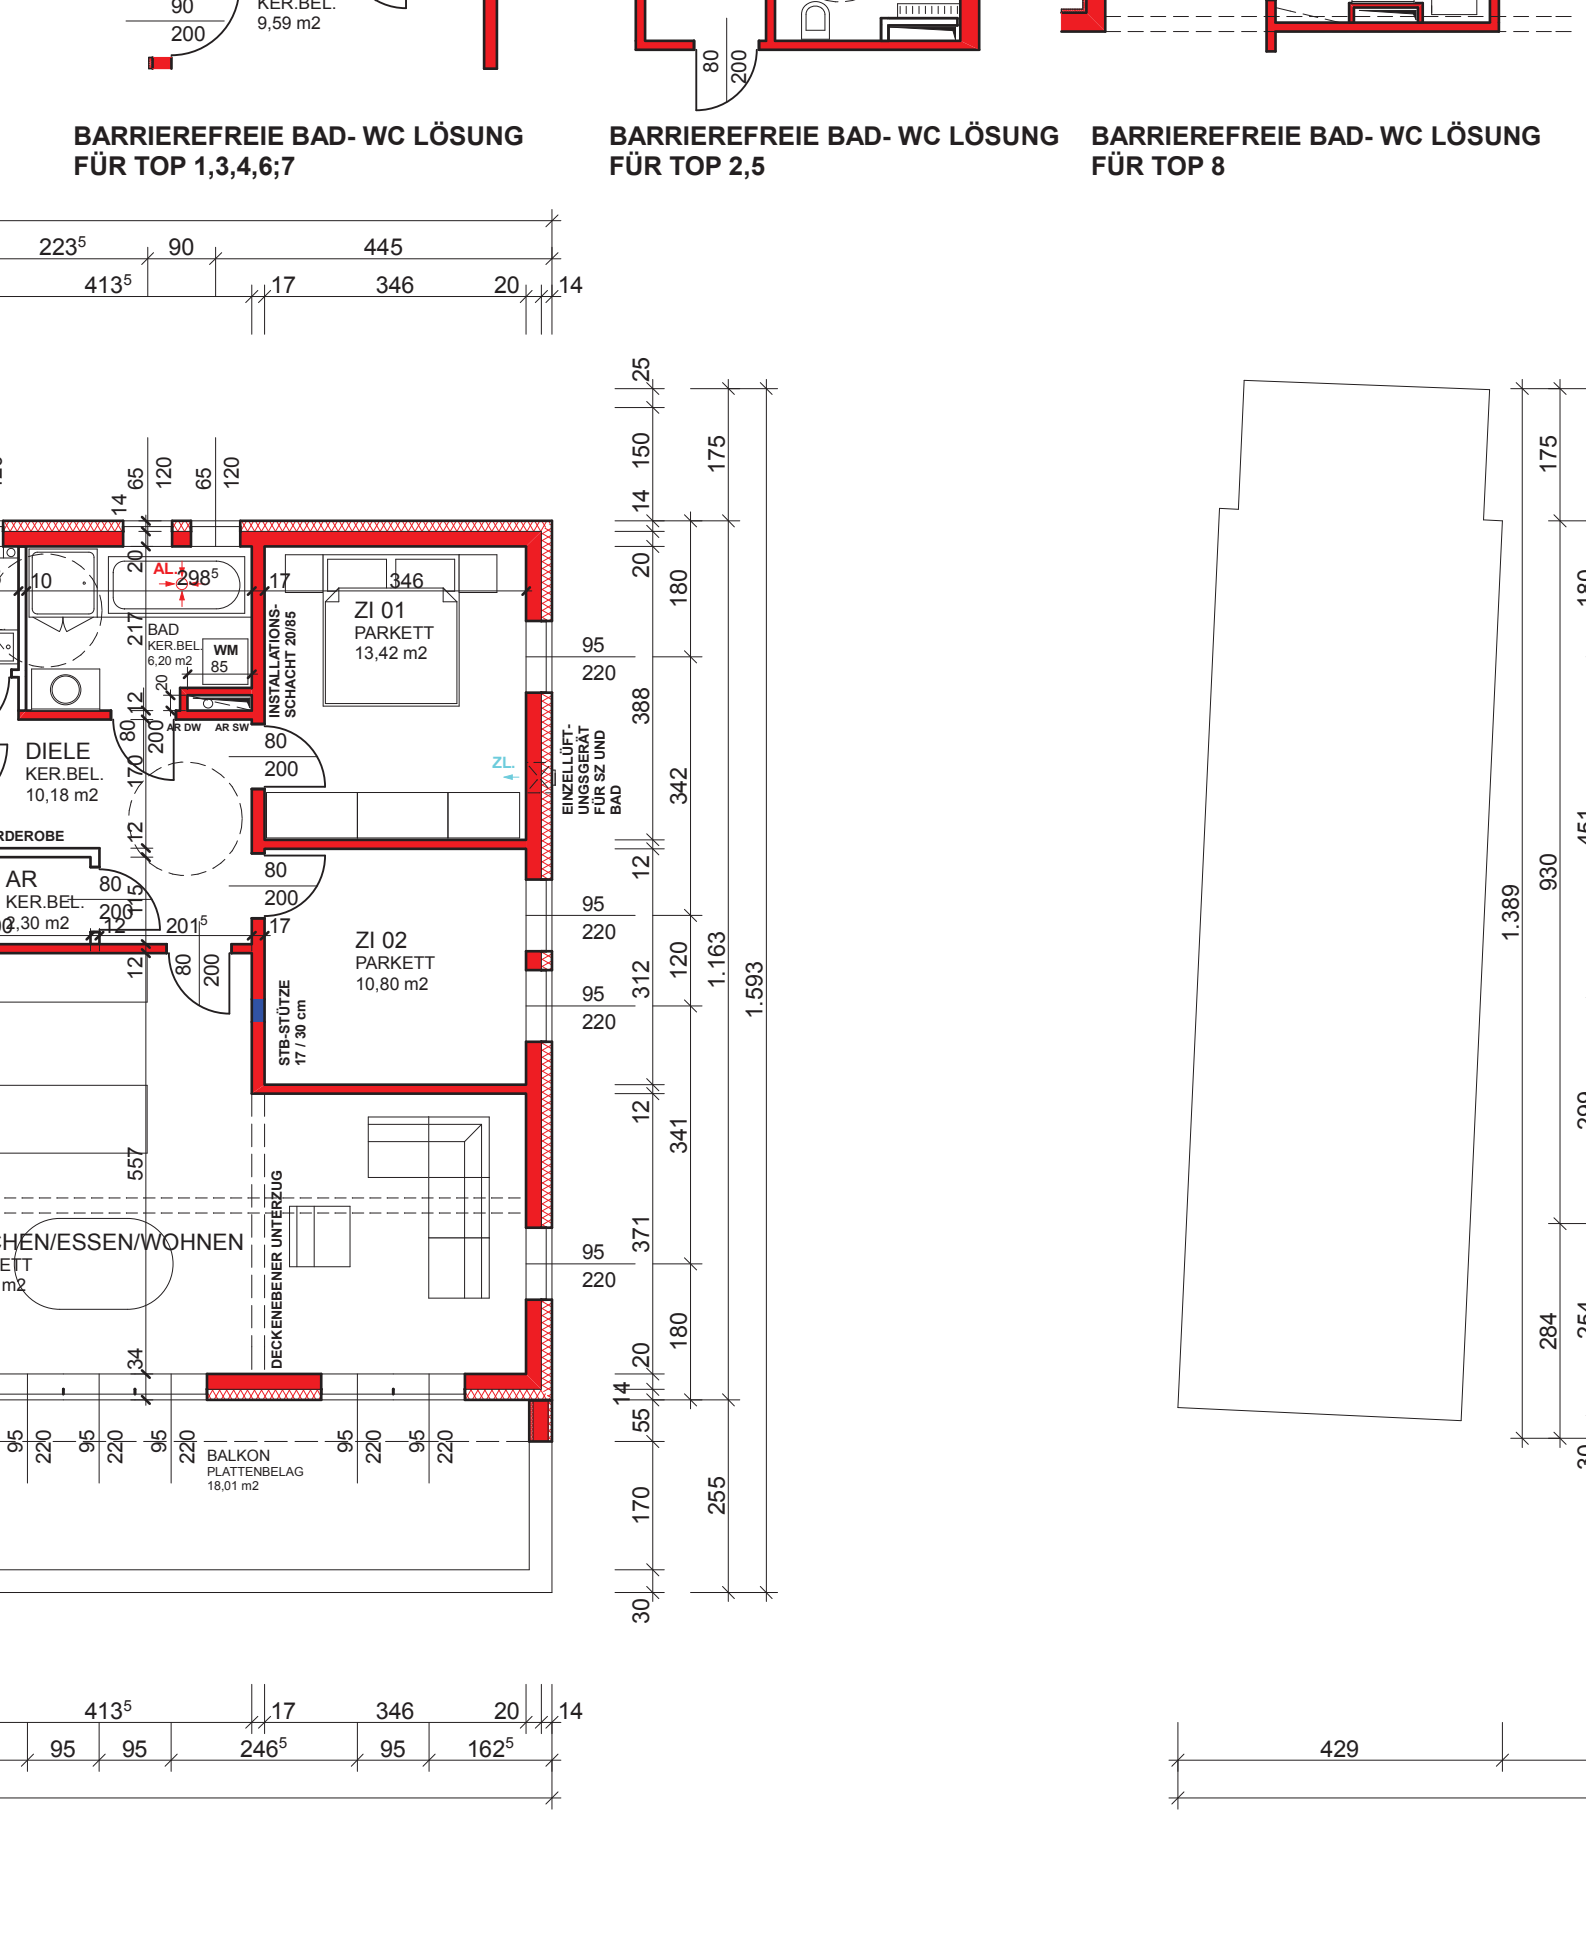 90
200
KER.BEL.
9,59 m2
80
200
BARRIEREFREIE BAD- WC LÖSUNG
FÜR TOP 1,3,4,6;7
BARRIEREFREIE BAD- WC LÖSUNG
FÜR TOP 2,5
BARRIEREFREIE BAD- WC LÖSUNG
FÜR TOP 8
223⁵
90
445
413⁵
17
346
20
14
25
150
14
20
388
12
312
12
371
20
14
55
170
30
180
342
120
341
180
175
1.163
255
1.593
14
65
120
65
120
10
20
AL.
298⁵
17
346
217
BAD
KER.BEL.
6,20 m2
WM
85
20
12
INSTALLATIONS-
SCHACHT 20/85
ZI 01
PARKETT
13,42 m2
95
220
AR DW
AR SW
80
200
80
200
DIELE
KER.BEL.
10,18 m2
170
ZL.
EINZELLÜFT-
UNGSGERÄT
FÜR SZ UND
BAD
RDEROBE
12
AR
KER.BEL.
2,30 m2
80
200
115
12
201⁵
17
80
200
95
220
ZI 02
PARKETT
10,80 m2
12
80
200
95
220
STB-STÜTZE
17 / 30 cm
557
DECKENEBENER UNTERZUG
CHEN/ESSEN/WOHNEN
ETT
m2
95
220
34
95
220
95
220
95
220
95
220
95
220
BALKON
PLATTENBELAG
18,01 m2
413⁵
17
346
20
14
95
95
246⁵
95
162⁵
175
930
284
1.389
429